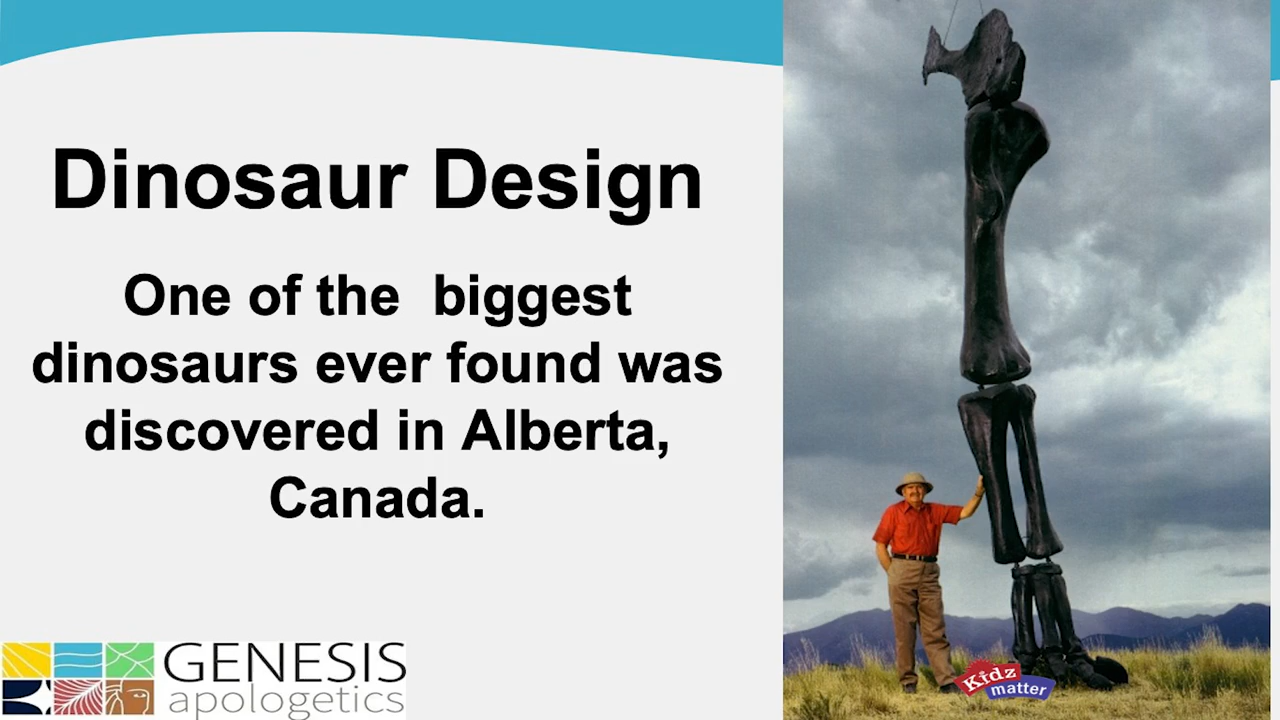 Dinosaur Design
One of the  biggest
dinosaurs ever found was
discovered in Alberta,
Canada.
GENESIS
apologetics
Kidz
matter